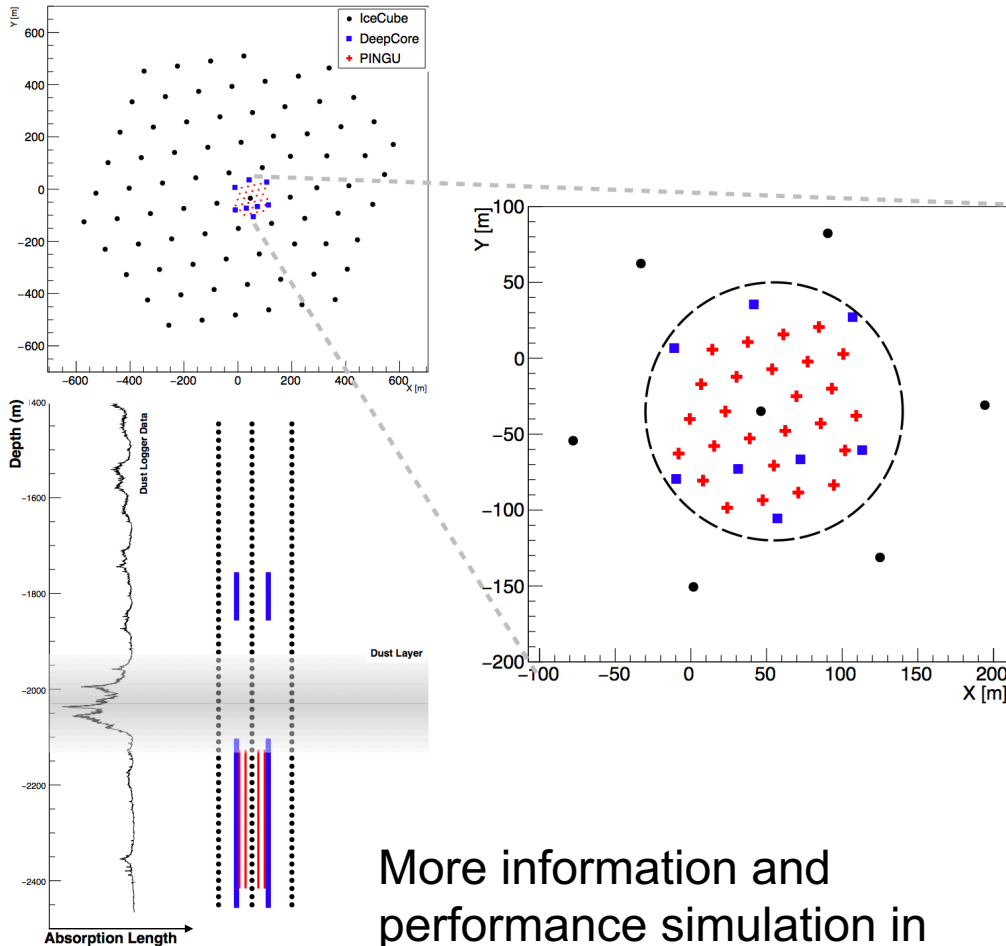 Y [m]
600
400
200
0
−200
−400
−600
−600 −400 −200 0 200 400 600
X [m]
IceCube
DeepCore
PINGU
Y [m]
100
50
0
−50
−100
−150
−200
−100 −50 0 50 100 150 200
X [m]
Depth (m)
-1600
-1800
-2000
-2200
-2400
Dust Logger Data
Dust Layer
Absorption Length
More information and
performance simulation in